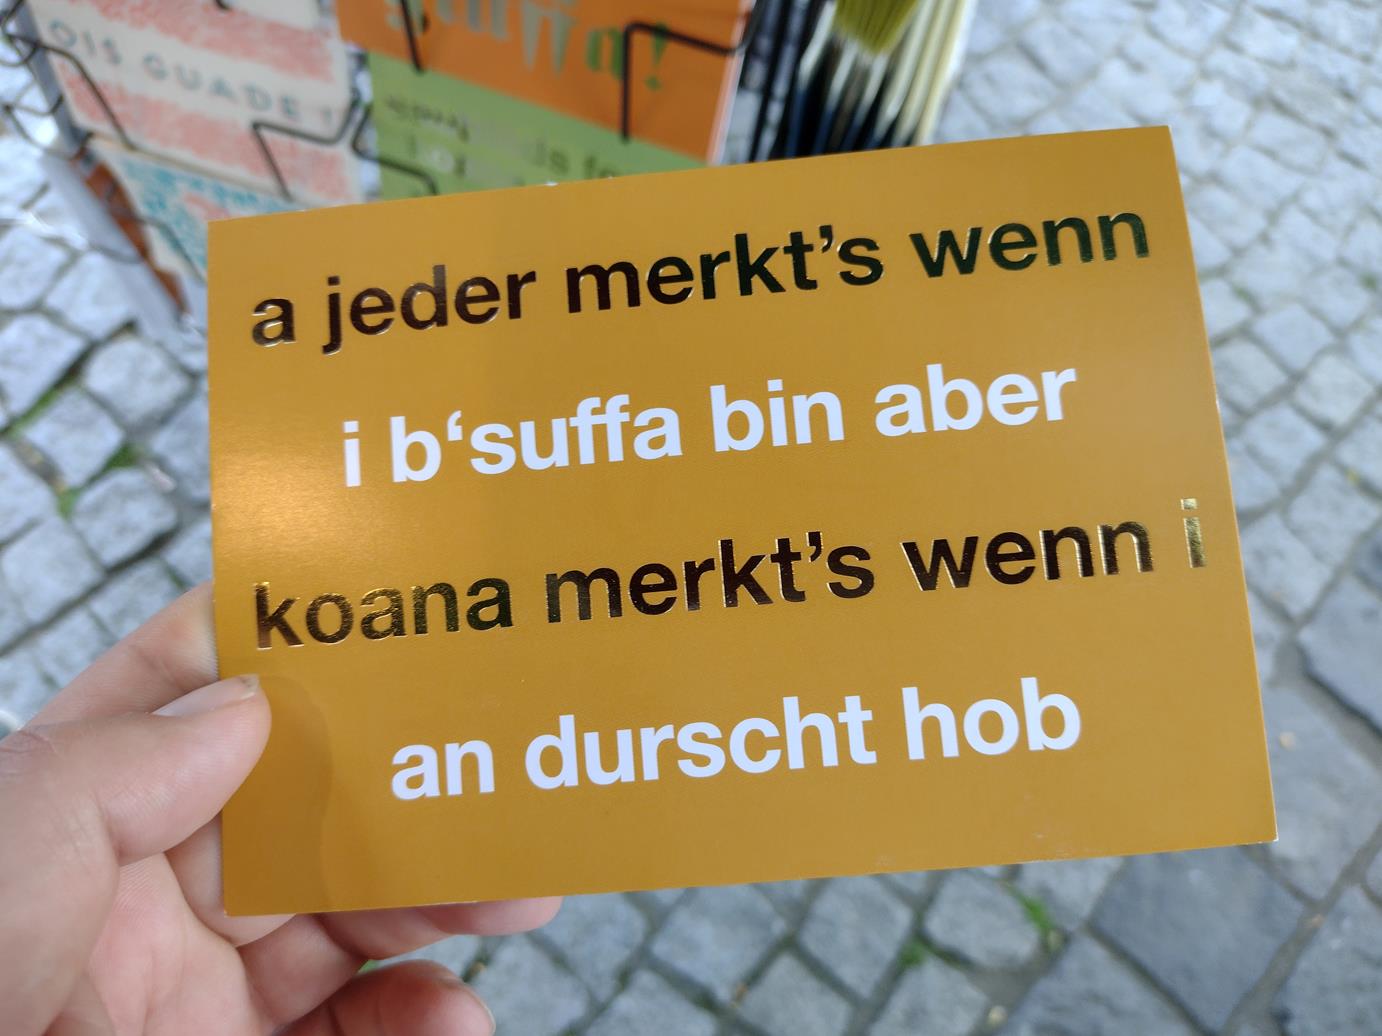 OIS GUADE
a jeder merkt’s wenn
i b‘suffa bin aber
koana merkt’s wenn i
an durscht hob